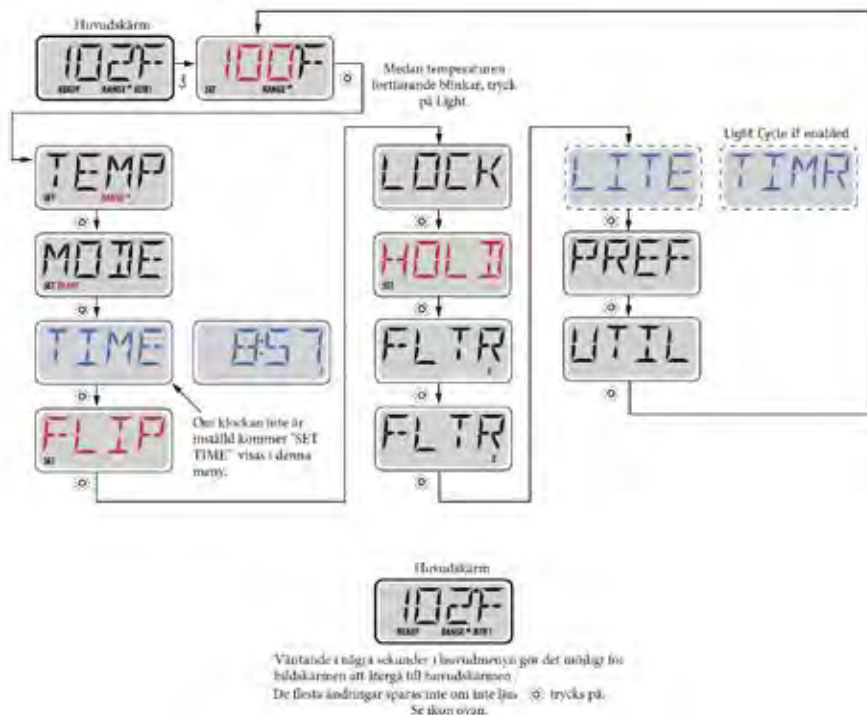 Huvudskärm
102F
READY RANGE
100F
SET RANGE
Medan temperaturen
fortfarande blinkar, tryck
på Light.
TEMP
SET RANGE
MODE
SET READY
TIME
8:57
FLIP
SET
Om klockan inte är
inställd kommer "SET
TIME" visas i denna
meny.
LOCK
HOLD
SET
FLTR
1
FLTR
2
Light Cycle if enabled
LITE
TIMR
PREF
UTIL
Huvudskärm
102F
READY RANGE
Väntande i några sekunder i huvudmenyn gör det möjligt för
bildskärmen att återgå till huvudskärmen
De flesta ändringar sparas inte om inte ljus trycks på.
Se ikon ovan.